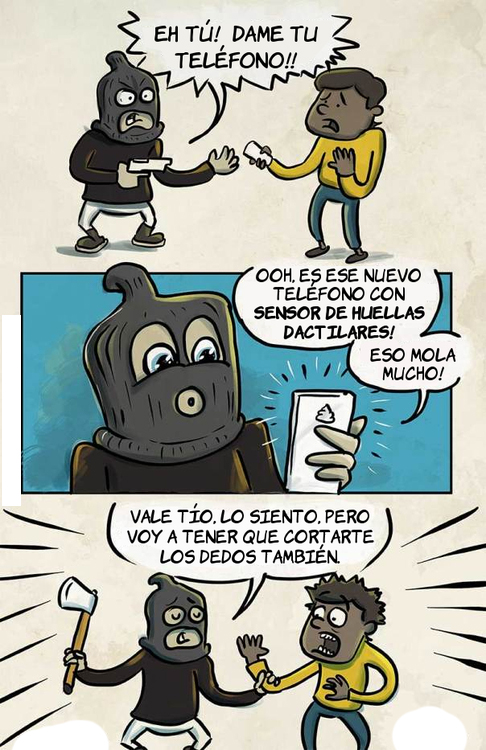 EH TÚ! DAME TU
TELÉFONO!!
OOH, ES ESE NUEVO
TELÉFONO CON
SENSOR DE HUELLAS
DACTILARES!
ESO MOLA
MUCHO!
VALE TÍO, LO SIENTO, PERO
VOY A TENER QUE CORTARTE
LOS DEDOS TAMBIÉN.